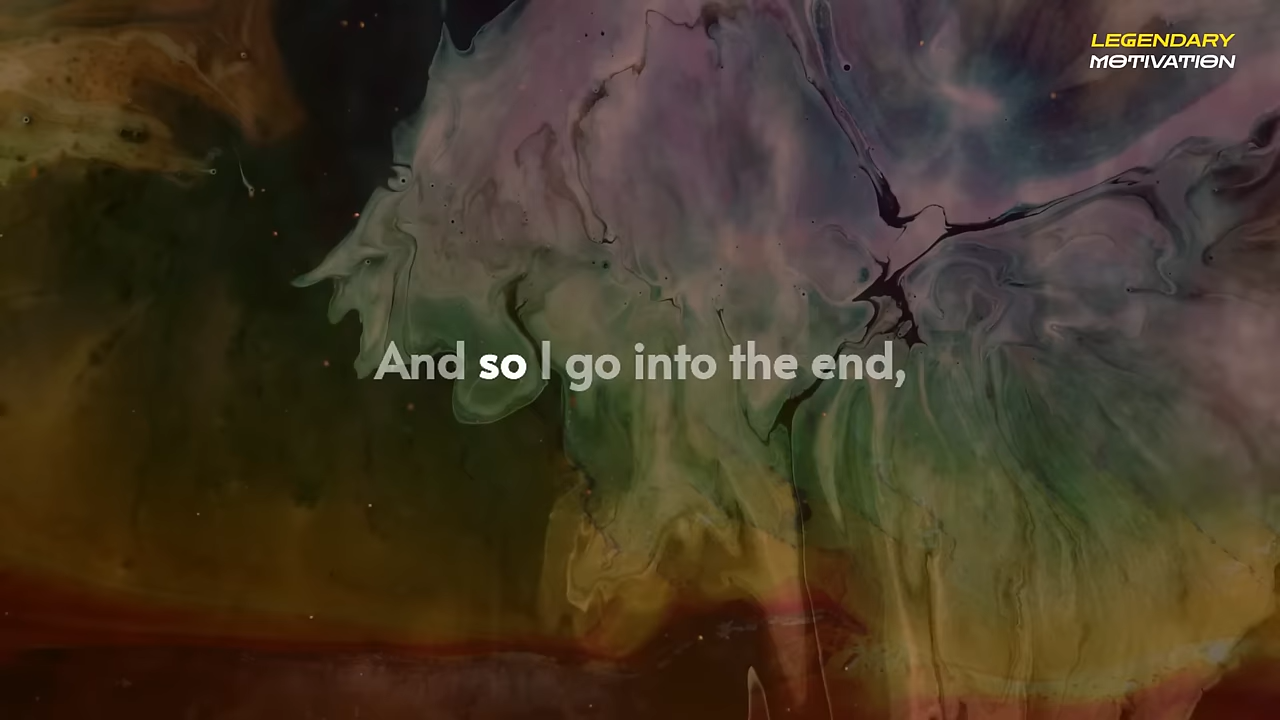 LEGENDARY
MOTIVATION
And so I go into the end,